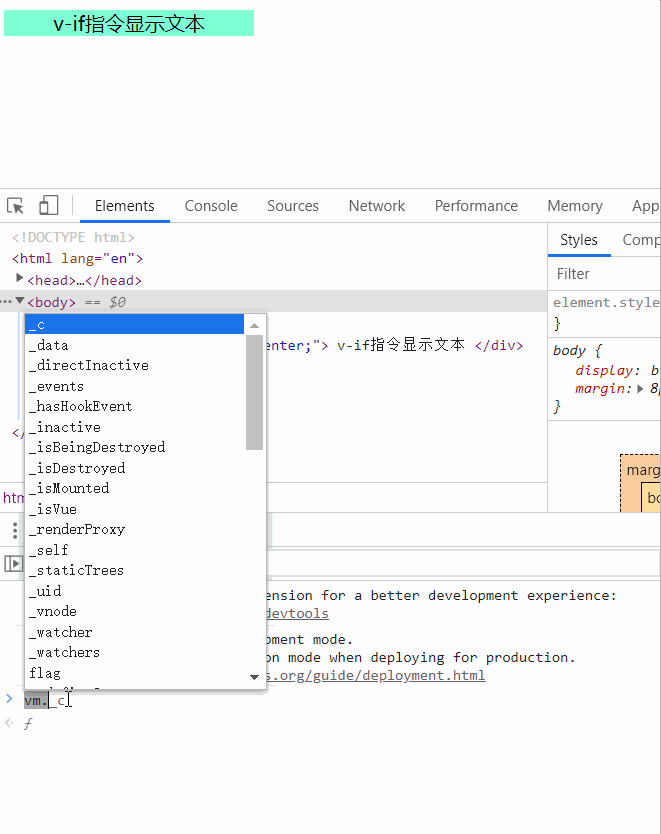 v-if指令显示文本
Elements Console Sources Network Performance Memory App
<!DOCTYPE html>
<html lang="en">
<head>…</head>
<body> == $0
enter;"> v-if指令显示文本 </div>
</
htm
Styles Comp
Filter
element.style
}
body {
display: b
margin: 8p
}
marg
bo
_c
_data
_directInactive
_events
_hasHookEvent
_inactive
_isBeingDestroyed
_isDestroyed
_isMounted
_isVue
_renderProxy
_self
_staticTrees
_uid
_vnode
_watcher
_watchers
flag
ension for a better development experience:
devtools
pment mode.
on mode when deploying for production.
s.org/guide/deployment.html
vm._c
ƒ